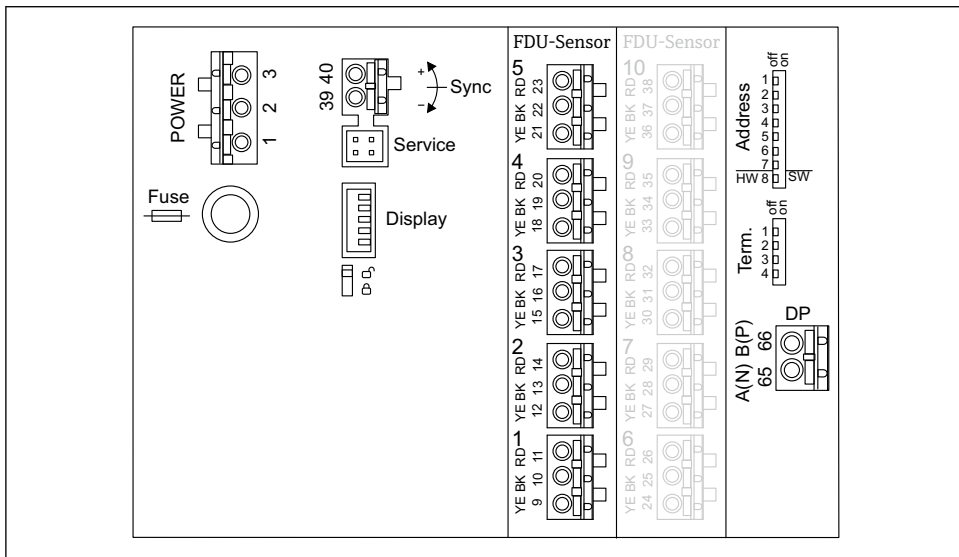 POWER
3
2
1
Fuse
39 40
+
-
Sync
Service
Display
FDU-Sensor
5
YE BK RD
21 22 23
4
YE BK RD
18 19 20
3
YE BK RD
15 16 17
2
YE BK RD
12 13 14
1
YE BK RD
9 10 11
FDU-Sensor
10
YE BK RD
36 37 38
9
YE BK RD
33 34 35
8
YE BK RD
30 31 32
7
YE BK RD
27 28 29
6
YE BK RD
24 25 26
Address
off
on
1
2
3
4
5
6
7
HW 8 SW
Term.
off
on
1
2
3
4
DP
A(N) B(P)
65 66